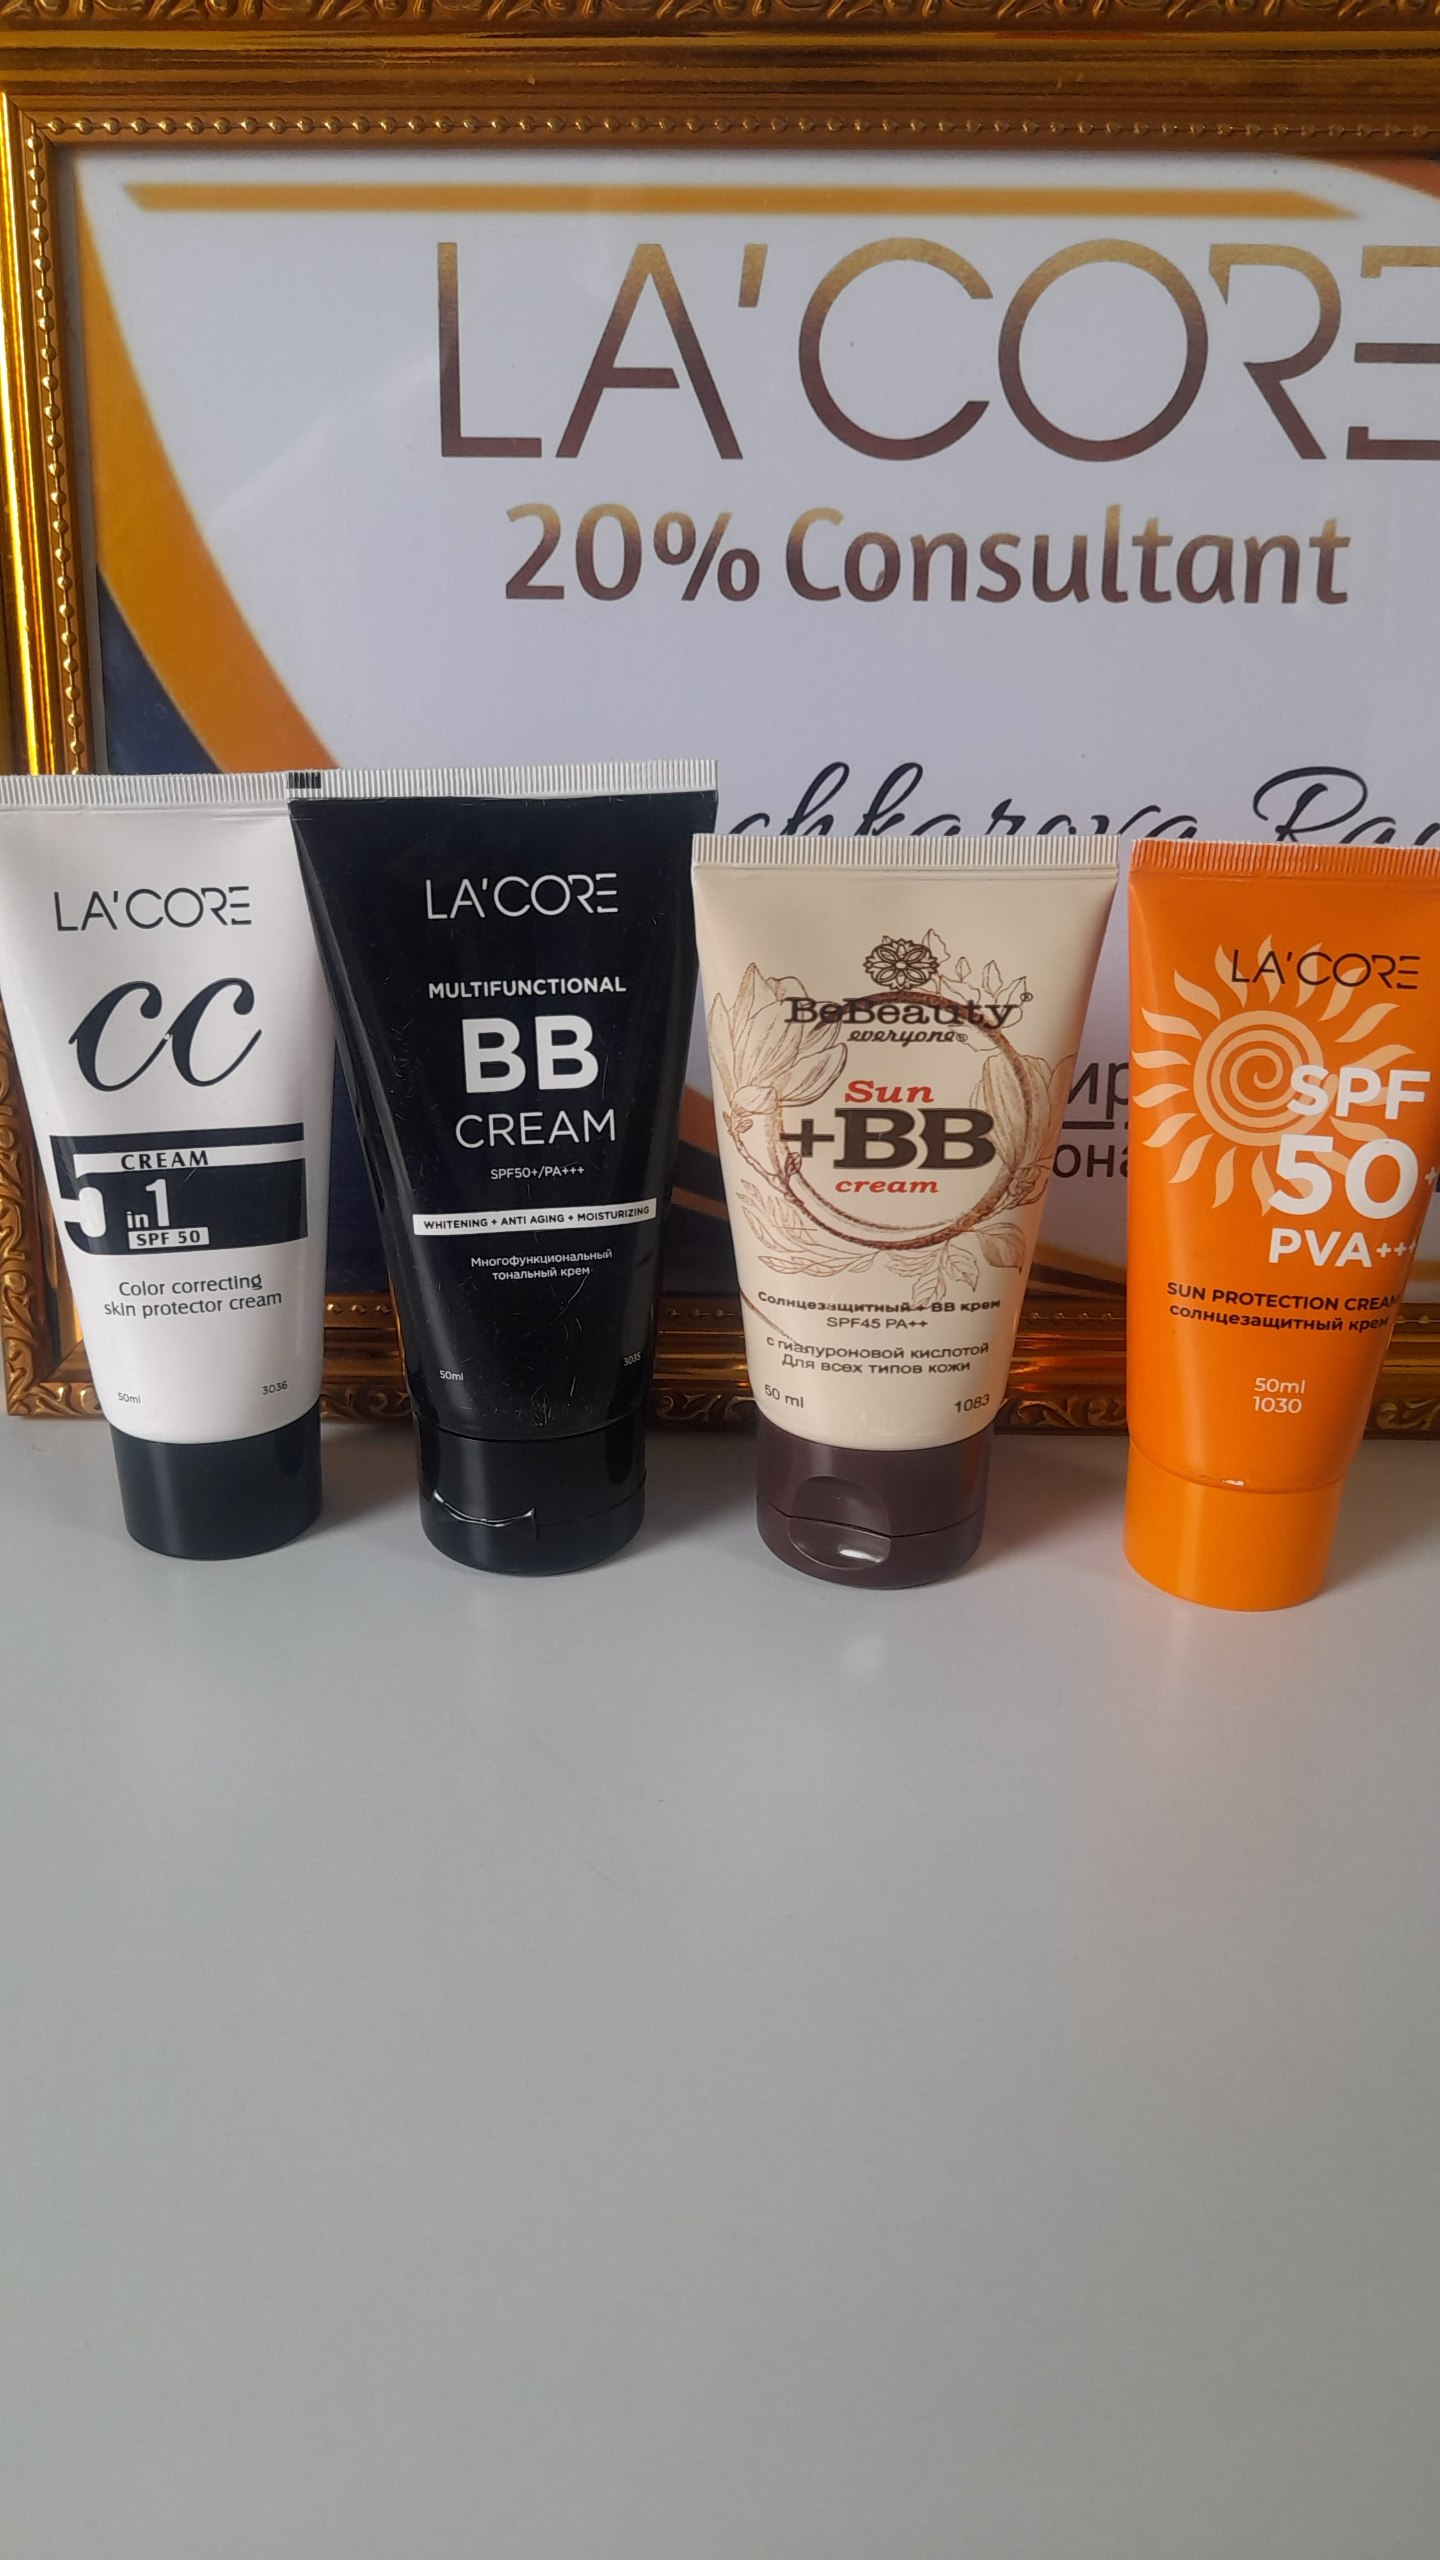 LA'CORE
20% Consultant
LA'CORE
CC
CREAM
5 in 1
SPF 50
Color correcting
skin protector cream
50ml 3036
LA'CORE
MULTIFUNCTIONAL
BB
CREAM
SPF50+/PA+++
WHITENING + ANTI AGING + MOISTURIZING
Многофункциональный
тональный крем
50ml 3035
BeBeauty®
everyone®
Sun
+BB
cream
Солнцезащитный + BB крем
SPF45 PA++
с гиалуроновой кислотой
Для всех типов кожи
50 ml 1083
LA'CORE
SPF
50+
PVA+++
SUN PROTECTION CREAM
солнцезащитный крем
50ml
1030